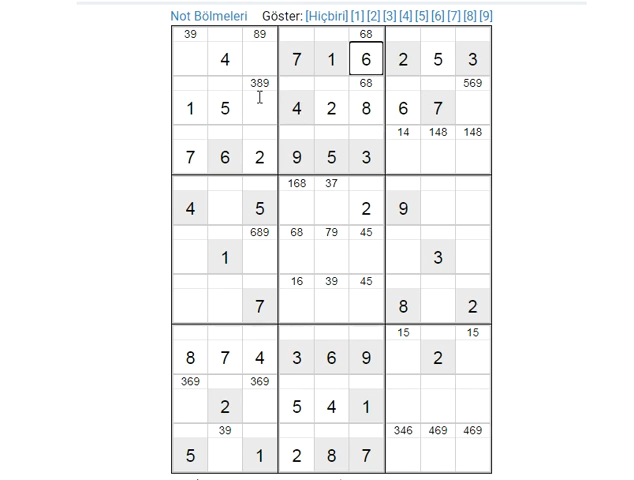 Not Bölmeleri Göster: [Hiçbiri] [1] [2] [3] [4] [5] [6] [7] [8] [9]
39 89 68
4 7 1 6 2 5 3
389 68 569
1 5 4 2 8 6 7
14 148 148
7 6 2 9 5 3
168 37
4 5 2 9
689 68 79 45
1 3
16 39 45
7 8 2
15 15
8 7 4 3 6 9 2
369 369
2 5 4 1
39 346 469 469
5 1 2 8 7